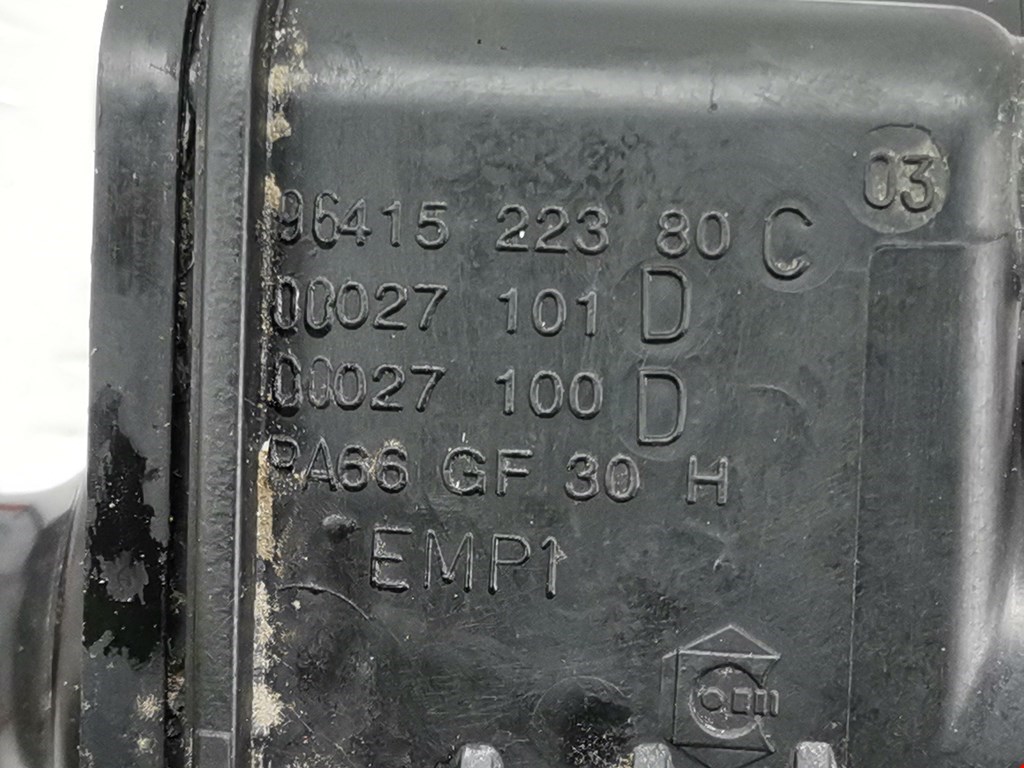 03
96415 223 80 C
00027 101 D
00027 100 D
PA66 GF 30 H
EMP1